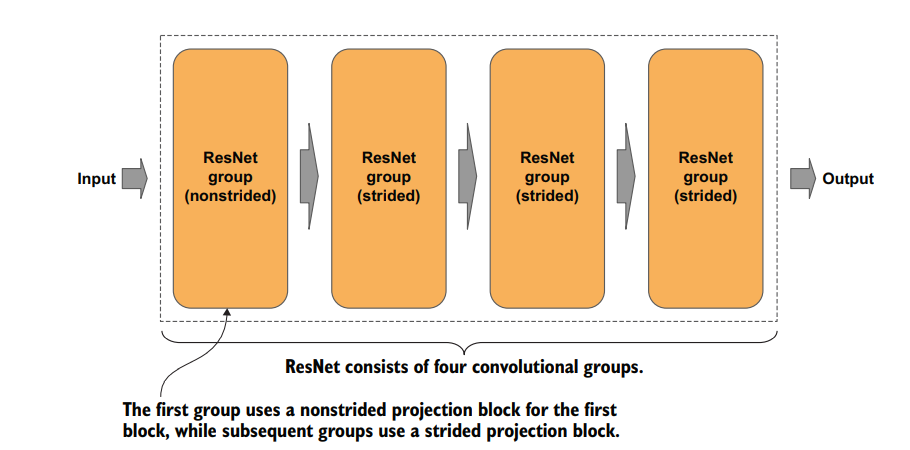 Input
ResNet
group
(nonstrided)
ResNet
group
(strided)
ResNet
group
(strided)
ResNet
group
(strided)
Output
ResNet consists of four convolutional groups.
The first group uses a nonstrided projection block for the first
block, while subsequent groups use a strided projection block.